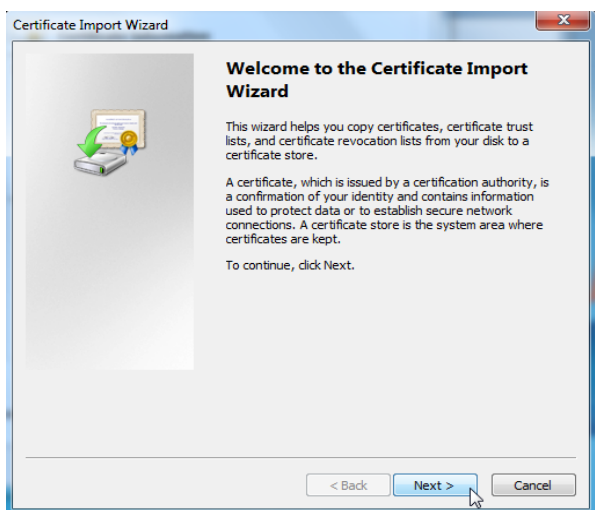 Certificate Import Wizard
Welcome to the Certificate Import
Wizard
This wizard helps you copy certificates, certificate trust
lists, and certificate revocation lists from your disk to a
certificate store.
A certificate, which is issued by a certification authority, is
a confirmation of your identity and contains information
used to protect data or to establish secure network
connections. A certificate store is the system area where
certificates are kept.
To continue, click Next.
< Back Next > Cancel